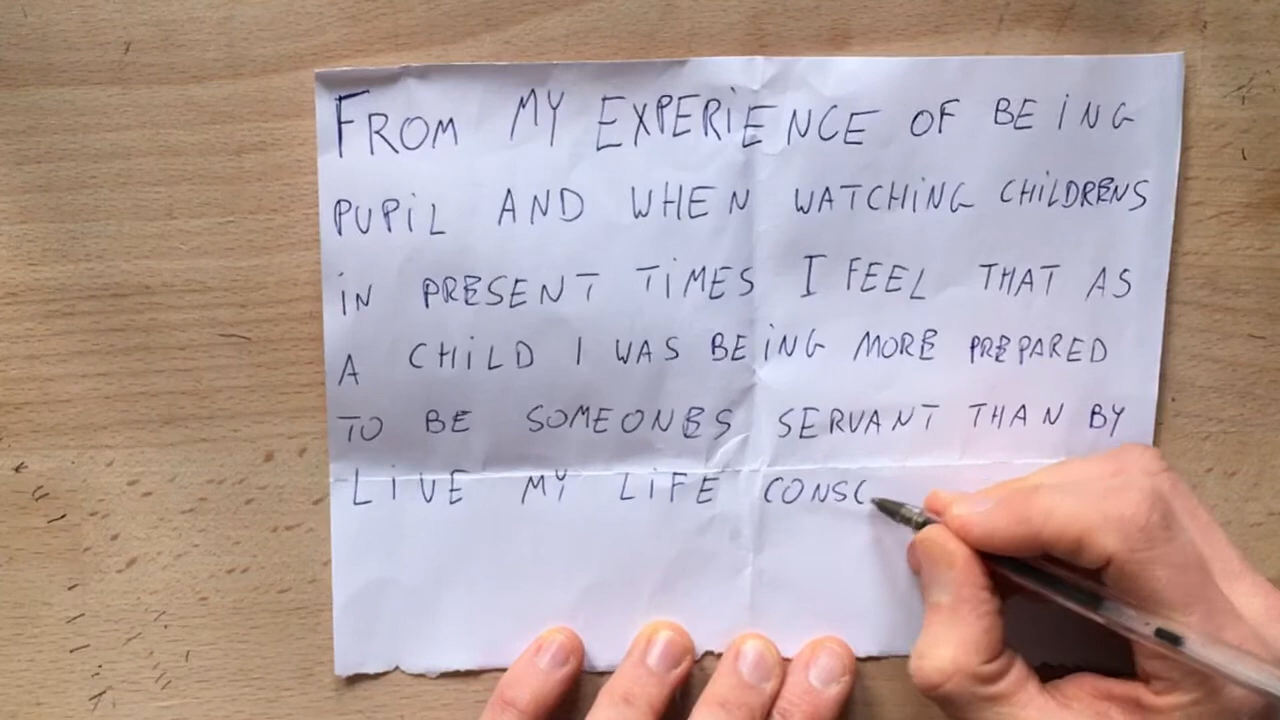 FROM MY EXPERIENCE OF BEING
PUPIL AND WHEN WATCHING CHILDRENS
IN PRESENT TIMES I FEEL THAT AS
A CHILD I WAS BEING MORE PREPARED
TO BE SOMEONES SERVANT THAN BY
LIVE MY LIFE CONSC